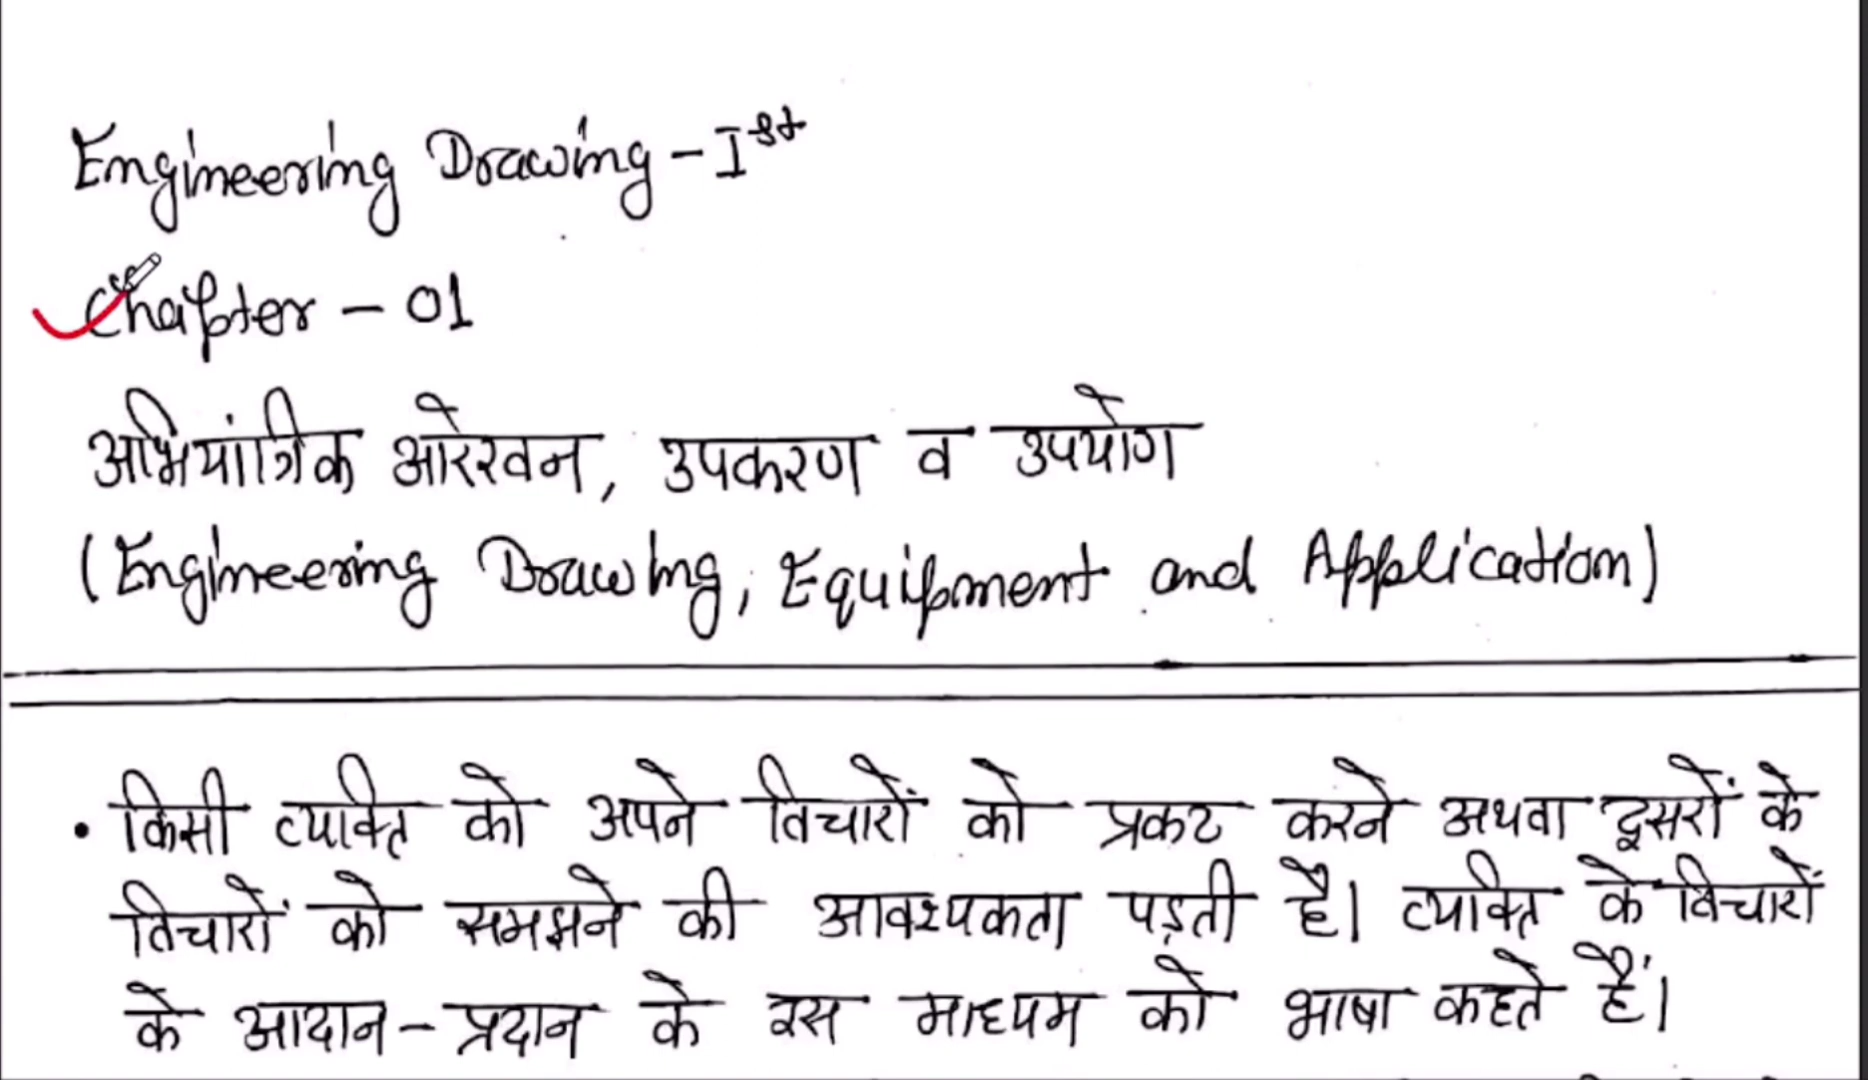 Engineering Drawing - Ist
Chapter - 01
अभियांत्रिक आरेखन, उपकरण व उपयोग
(Engineering Drawing, Equipment and Application)
• किसी व्यक्ति को अपने विचारों को प्रकट करने अथवा दूसरों के
विचारों को समझने की आवश्यकता पड़ती है। व्यक्ति के विचारों
के आदान-प्रदान के इस माध्यम को भाषा कहते हैं।